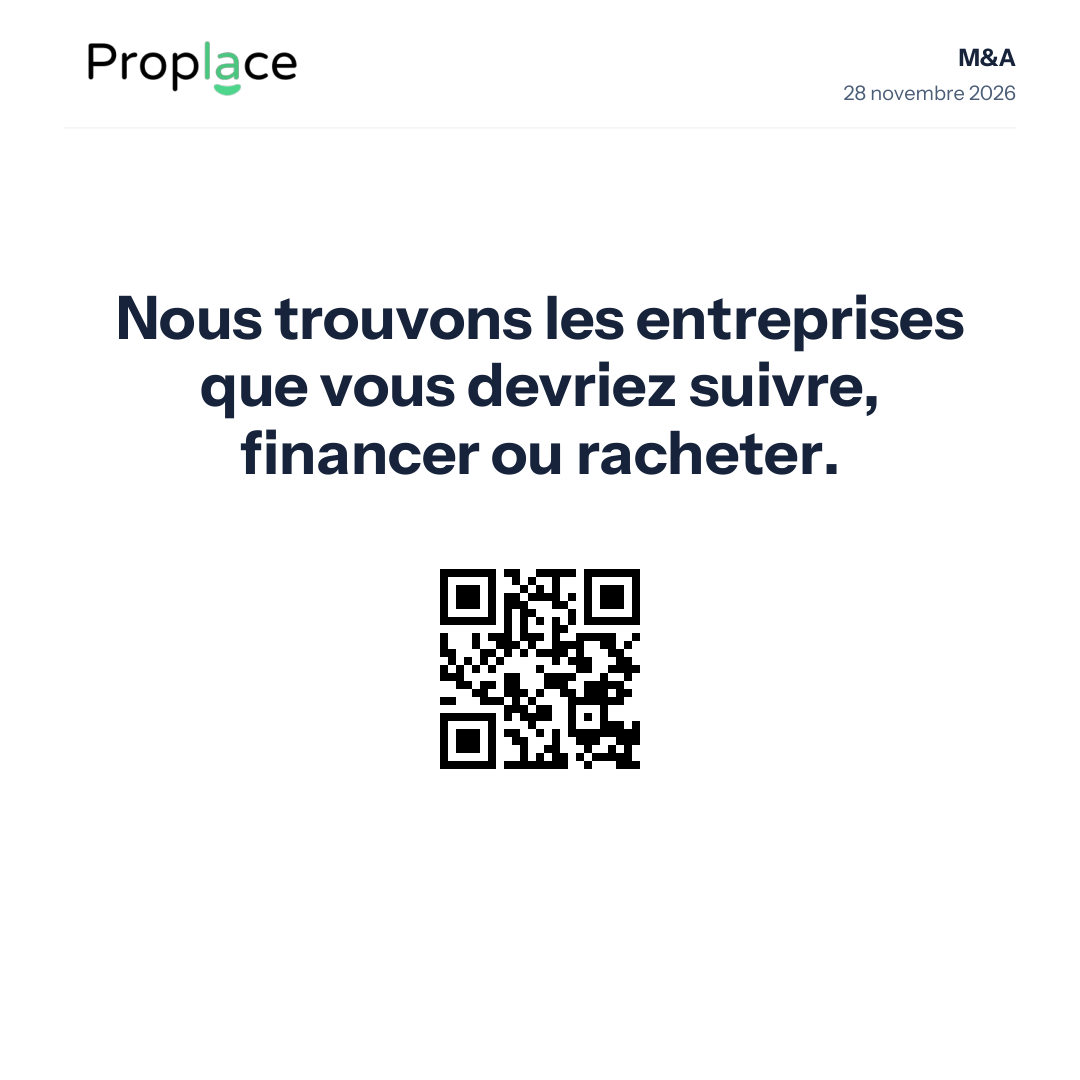 Proplace
M&A
28 novembre 2026
Nous trouvons les entreprises
que vous devriez suivre,
financer ou racheter.